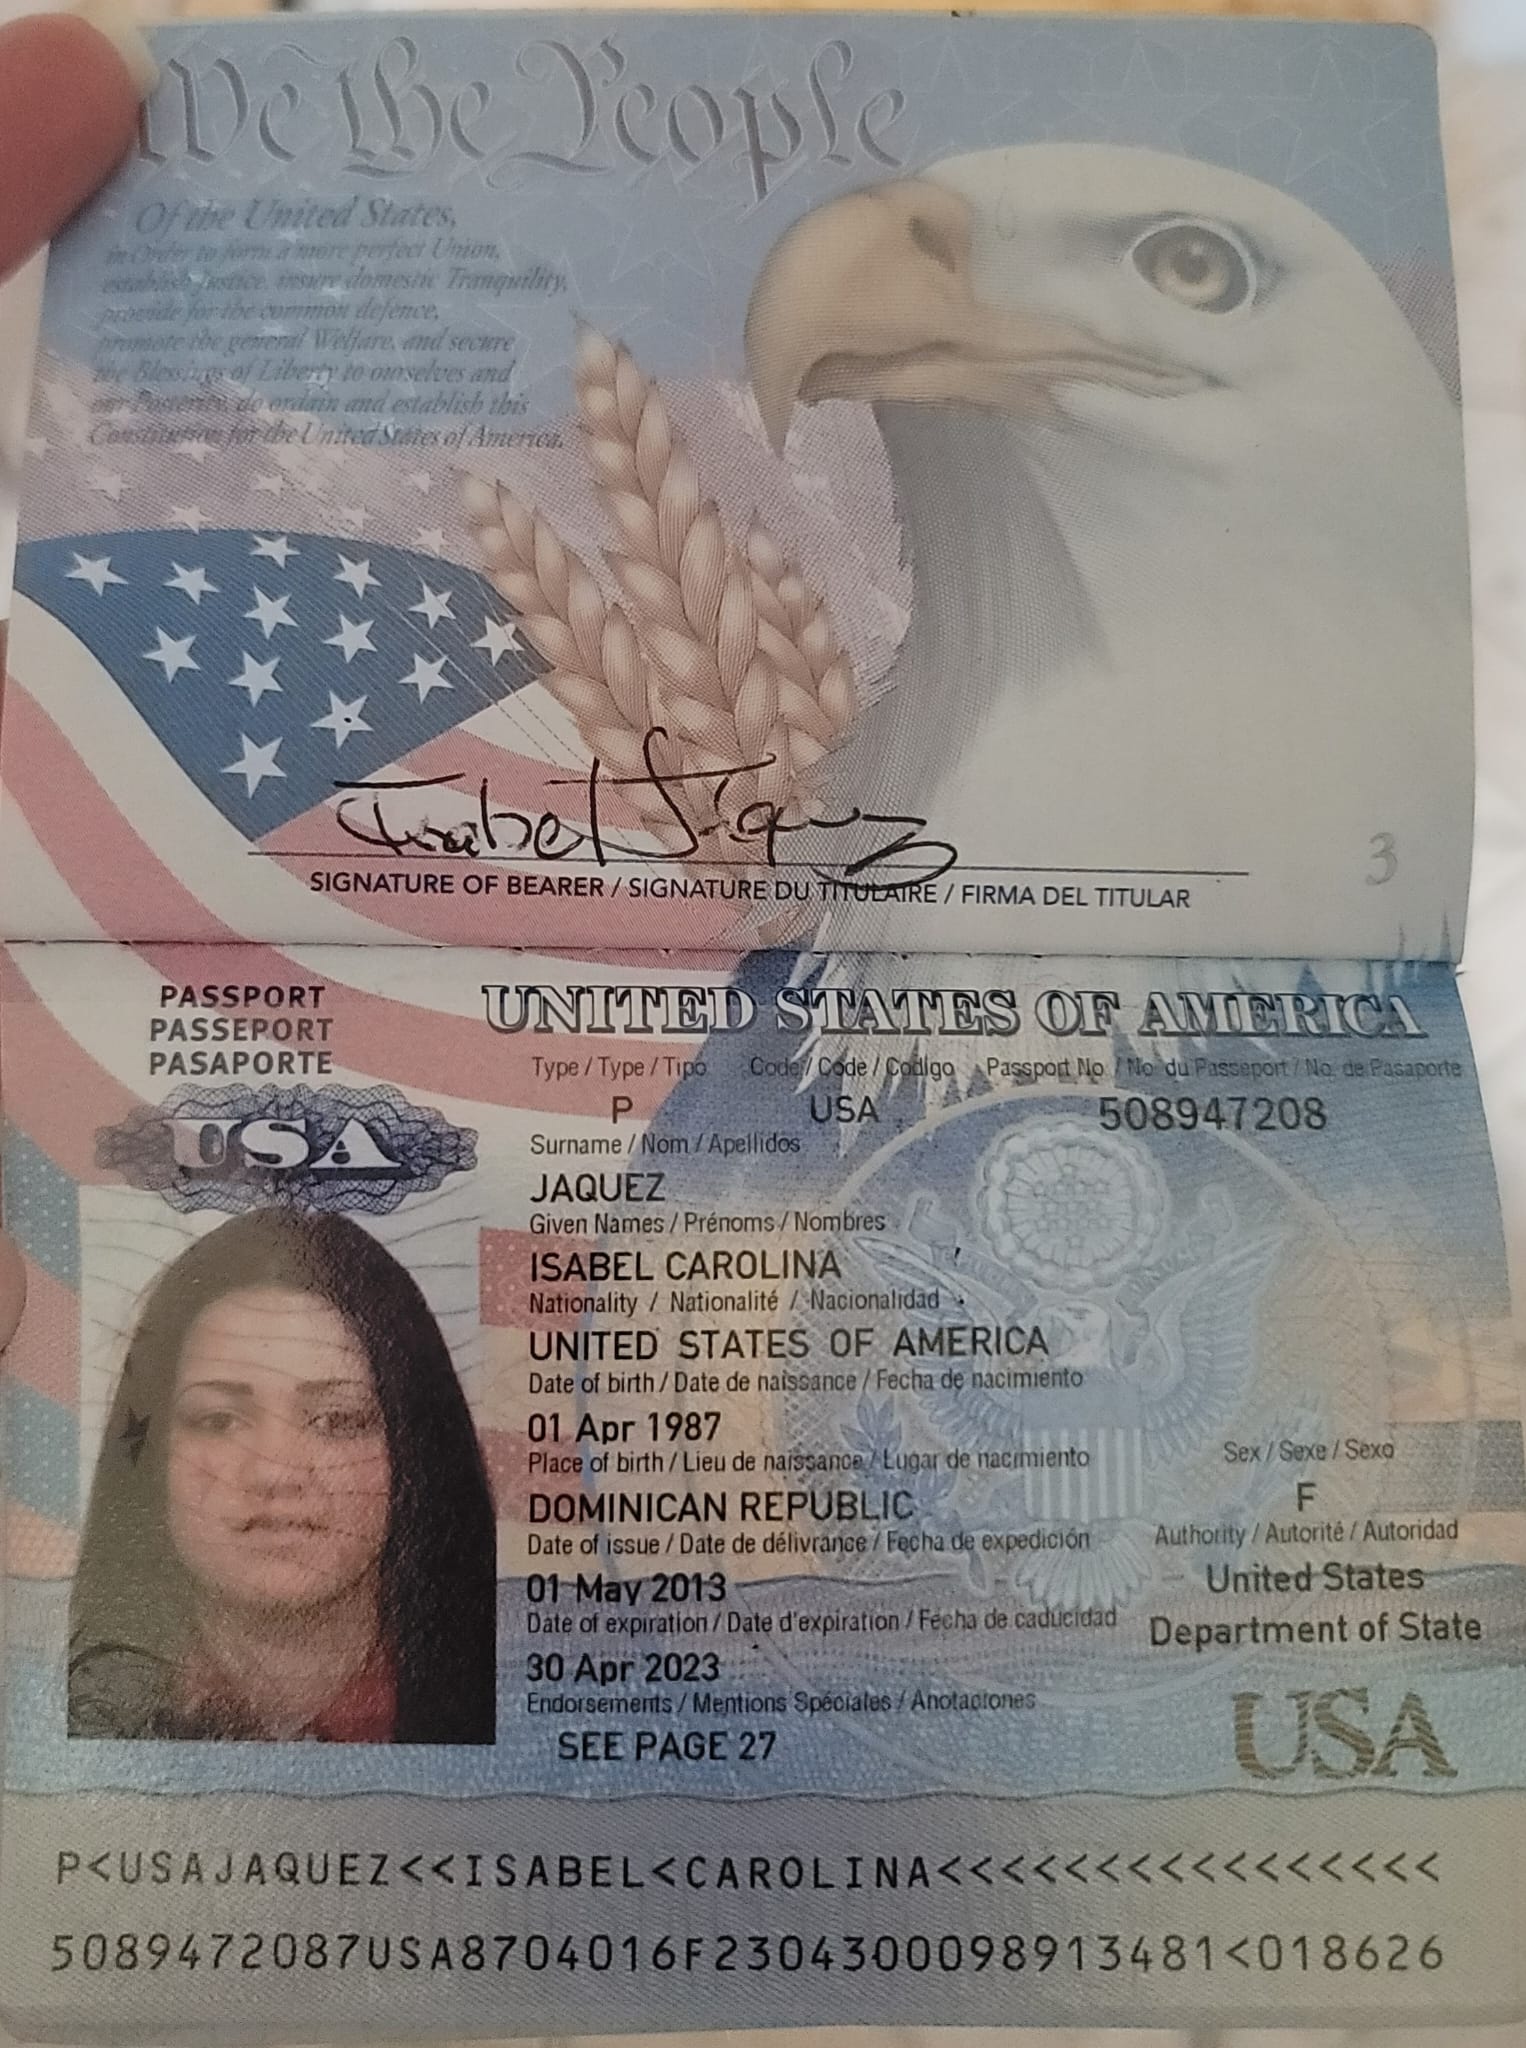 We the People
Of the United States,
in Order to form a more perfect Union,
establish Justice, insure domestic Tranquility,
provide for the common defence,
promote the general Welfare, and secure
the Blessings of Liberty to ourselves and
our Posterity, do ordain and establish this
Constitution for the United States of America.
Isabel Jaquez
SIGNATURE OF BEARER / SIGNATURE DU TITULAIRE / FIRMA DEL TITULAR
3
PASSPORT
PASSEPORT
PASAPORTE
USA
UNITED STATES OF AMERICA
Type / Type / Tipo Code / Code / Codigo Passport No. / No. du Passeport / No. de Pasaporte
P USA 508947208
Surname / Nom / Apellidos
JAQUEZ
Given Names / Prénoms / Nombres
ISABEL CAROLINA
Nationality / Nationalité / Nacionalidad
UNITED STATES OF AMERICA
Date of birth / Date de naissance / Fecha de nacimiento
01 Apr 1987
Place of birth / Lieu de naissance / Lugar de nacimiento Sex / Sexe / Sexo
DOMINICAN REPUBLIC F
Date of issue / Date de délivrance / Fecha de expedición Authority / Autorité / Autoridad
01 May 2013 United States
Date of expiration / Date d'expiration / Fecha de caducidad Department of State
30 Apr 2023
Endorsements / Mentions Spéciales / Anotaciones
SEE PAGE 27
USA
P<USAJAQUEZ<<ISABEL<CAROLINA<<<<<<<<<<<<<<<<
5089472087USA8704016F2304300098913481<018626